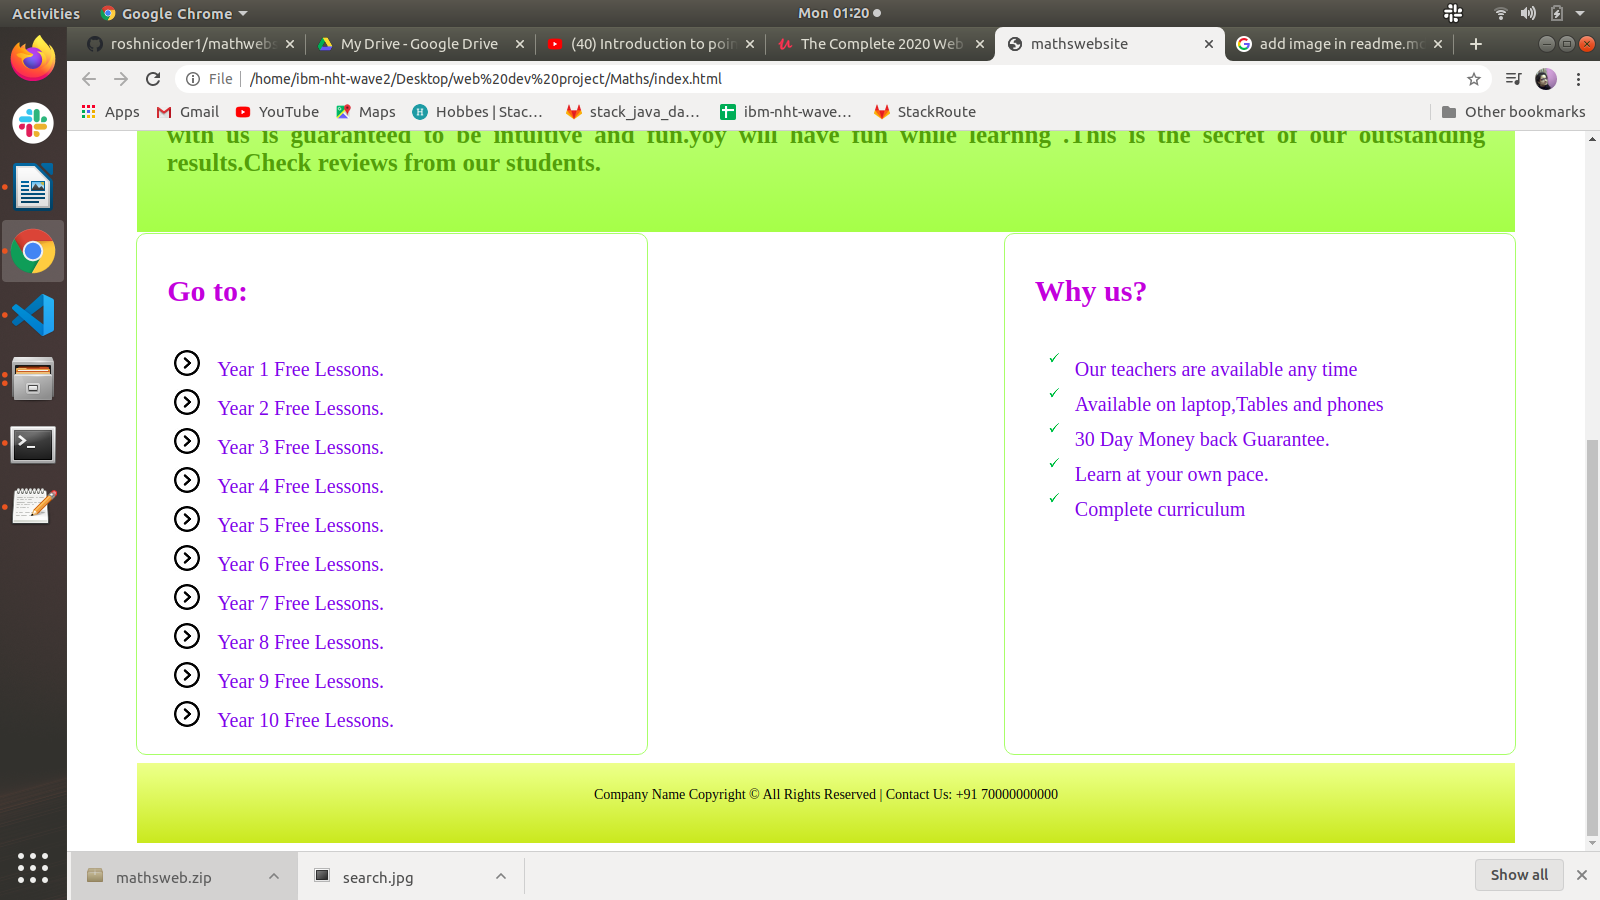 Activities Google Chrome Mon 01:20
roshnicoder1/mathwebs My Drive - Google Drive (40) Introduction to poin The Complete 2020 Web mathswebsite add image in readme.md
File /home/ibm-nht-wave2/Desktop/web%20dev%20project/Maths/index.html
Apps Gmail YouTube Maps Hobbes | Stac... stack_java_da... ibm-nht-wave... StackRoute Other bookmarks
with us is guaranteed to be intuitive and fun.yoy will have fun while learnng .This is the secret of our outstanding
results.Check reviews from our students.
Go to:
Year 1 Free Lessons.
Year 2 Free Lessons.
Year 3 Free Lessons.
Year 4 Free Lessons.
Year 5 Free Lessons.
Year 6 Free Lessons.
Year 7 Free Lessons.
Year 8 Free Lessons.
Year 9 Free Lessons.
Year 10 Free Lessons.
Why us?
Our teachers are available any time
Available on laptop,Tables and phones
30 Day Money back Guarantee.
Learn at your own pace.
Complete curriculum
Company Name Copyright © All Rights Reserved | Contact Us: +91 70000000000
mathsweb.zip search.jpg Show all